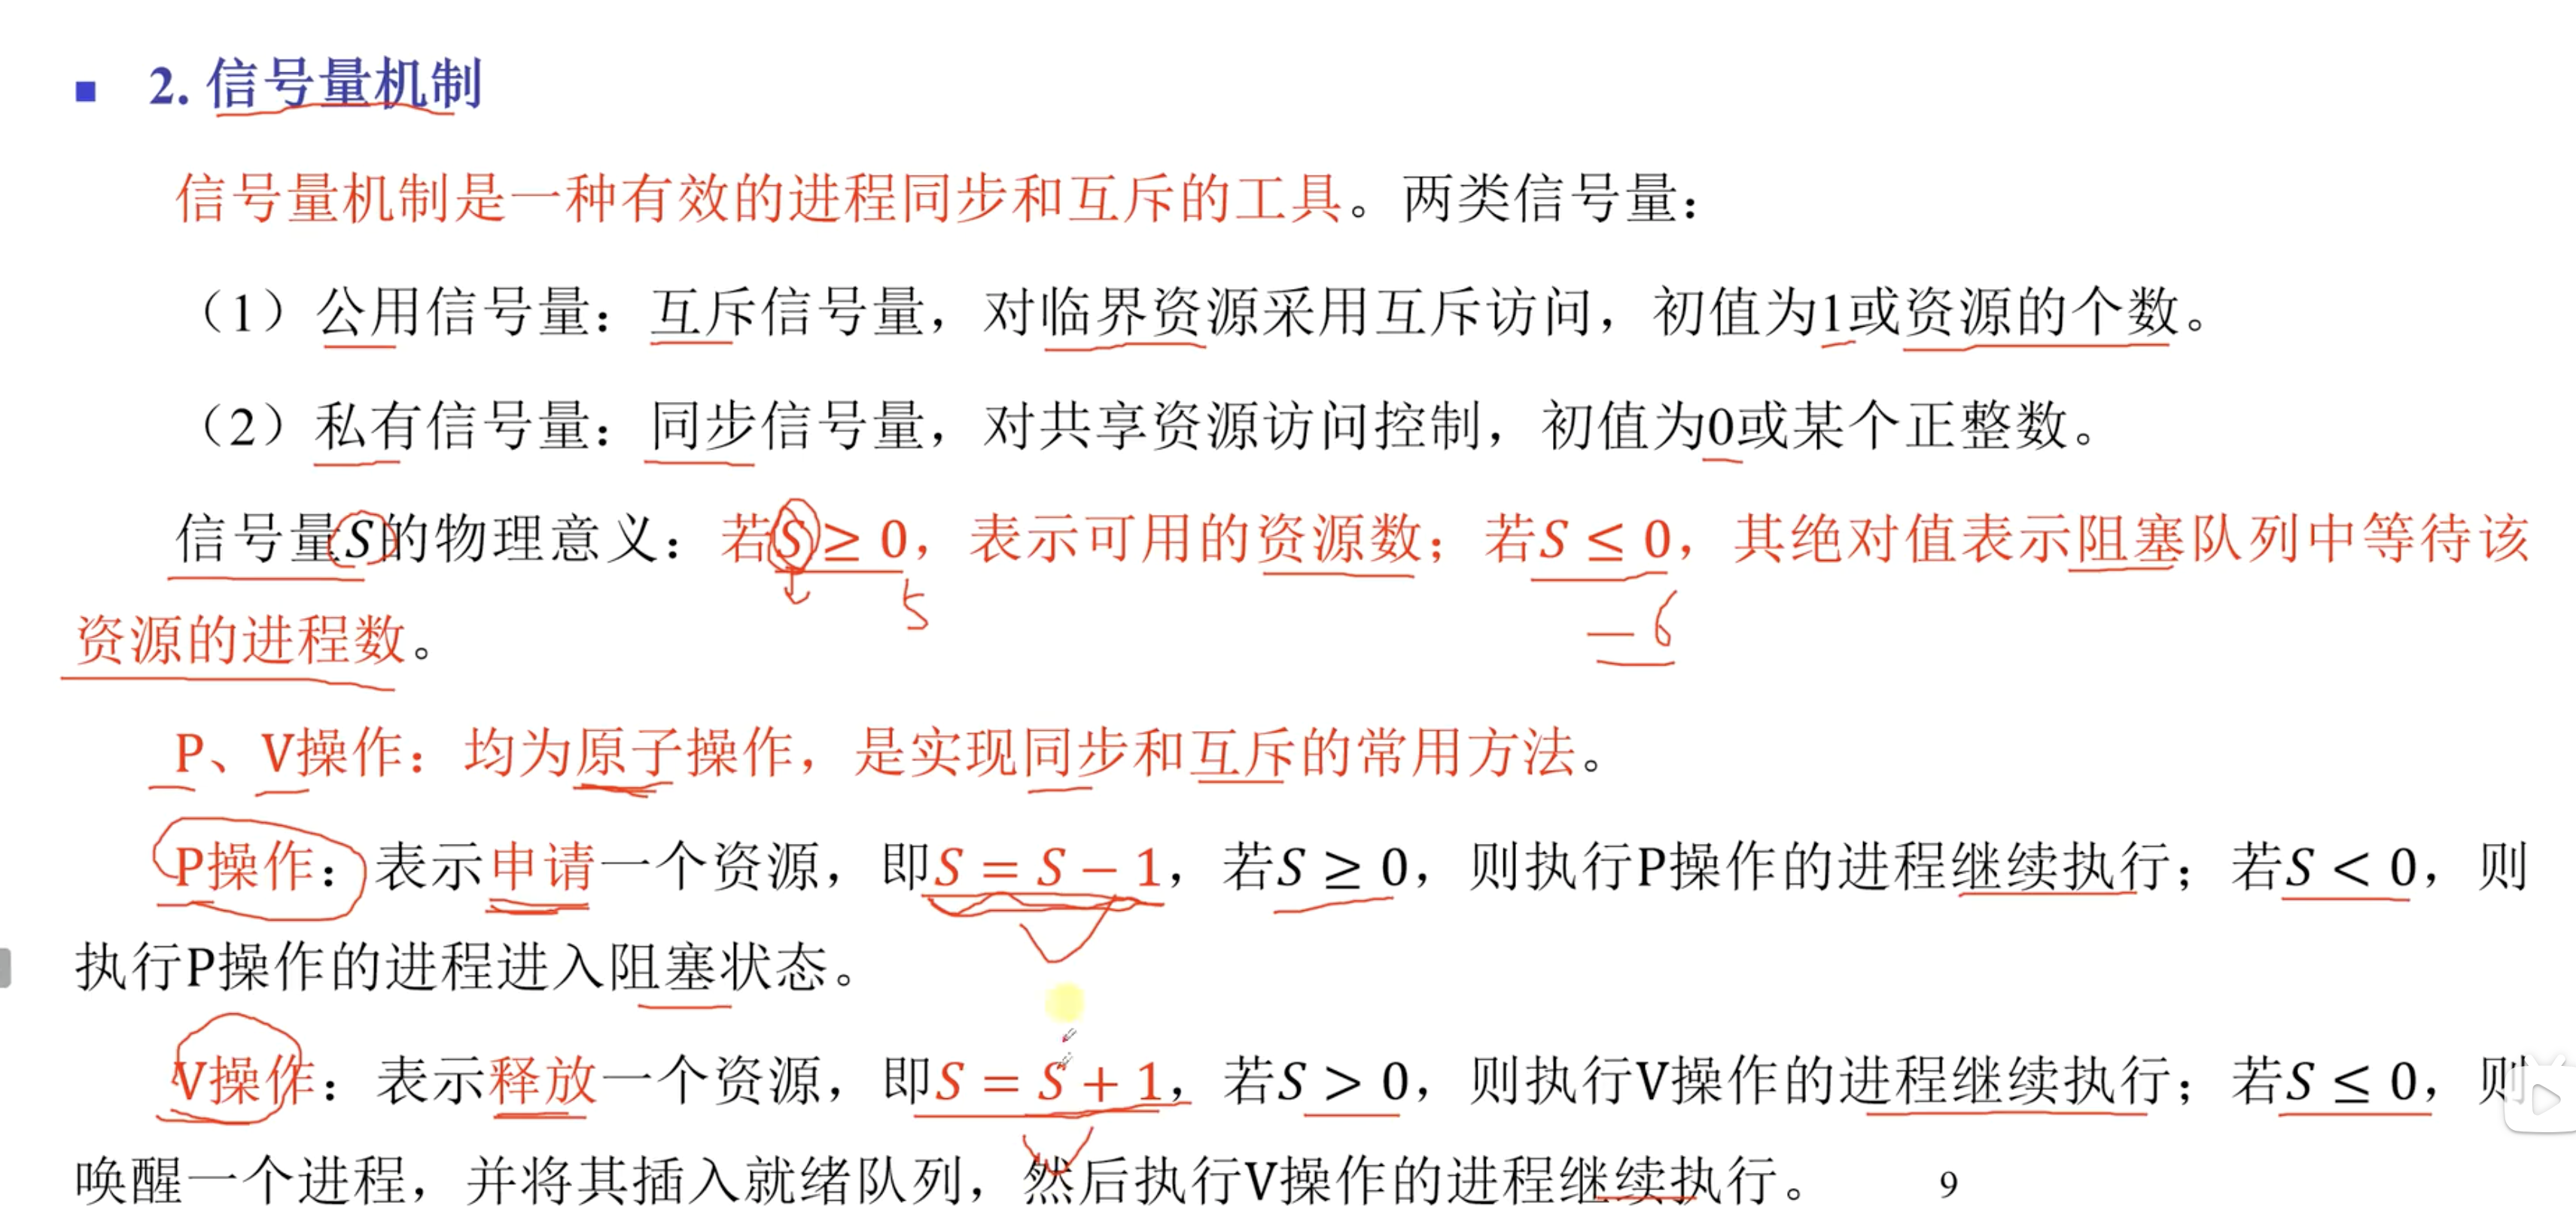 2. 信号量机制
信号量机制是一种有效的进程同步和互斥的工具。两类信号量：
（1）公用信号量：互斥信号量，对临界资源采用互斥访问，初值为1或资源的个数。
（2）私有信号量：同步信号量，对共享资源访问控制，初值为0或某个正整数。
信号量S的物理意义：若S ≥ 0，表示可用的资源数；若S ≤ 0，其绝对值表示阻塞队列中等待该
5
—6
资源的进程数。
P、V操作：均为原子操作，是实现同步和互斥的常用方法。
P操作：表示申请一个资源，即S = S − 1，若S ≥ 0，则执行P操作的进程继续执行；若S < 0，则
执行P操作的进程进入阻塞状态。
V操作：表示释放一个资源，即S = S + 1，若S > 0，则执行V操作的进程继续执行；若S ≤ 0，则
唤醒一个进程，并将其插入就绪队列，然后执行V操作的进程继续执行。
9